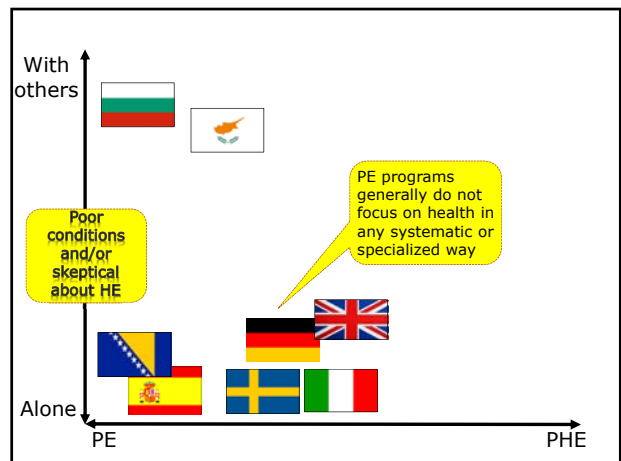 With
others
PE programs
generally do not
focus on health in
any systematic or
specialized way
Poor
conditions
and/or
skeptical
about HE
Alone
PE
PHE